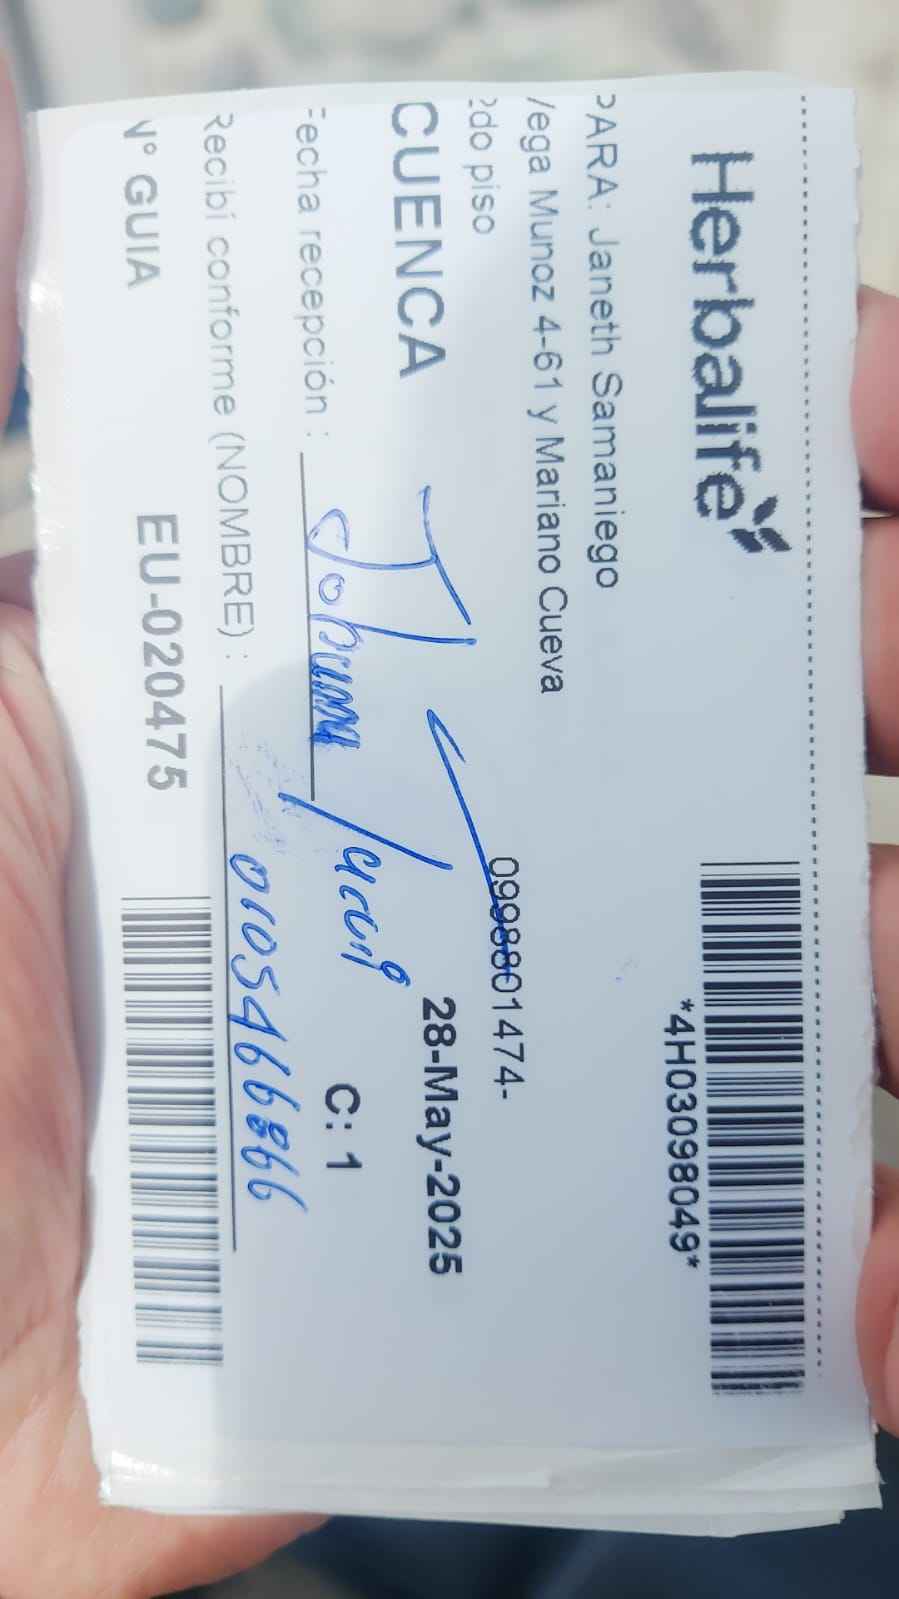 Herbalife
*4H03098049*
PARA: Janeth Samaniego
Vega Munoz 4-61 y Mariano Cueva
2do piso
0998801474-
CUENCA
28-May-2025
Fecha recepción :
C: 1
Recibí conforme (NOMBRE) :
0105466866
N° GUIA
EU-020475